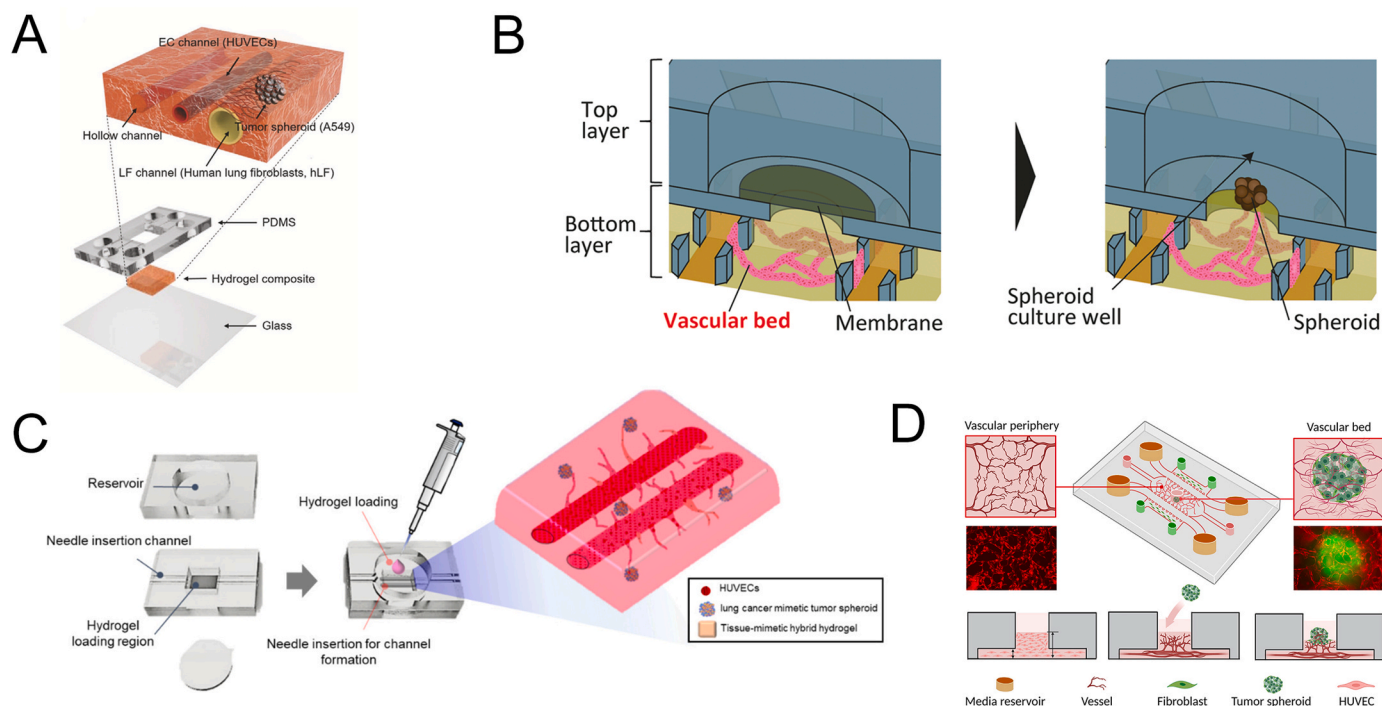 A
EC channel (HUVECs)
Hollow channel
Tumor spheroid (A549)
LF channel (Human lung fibroblasts, hLF)
PDMS
Hydrogel composite
Glass
B
Top
layer
Bottom
layer
Vascular bed
Membrane
Spheroid
culture well
Spheroid
C
Reservoir
Needle insertion channel
Hydrogel
loading region
Hydrogel loading
Needle insertion for channel
formation
HUVECs
lung cancer mimetic tumor spheroid
Tissue-mimetic hybrid hydrogel
D
Vascular periphery
Vascular bed
Media reservoir
Vessel
Fibroblast
Tumor spheroid
HUVEC